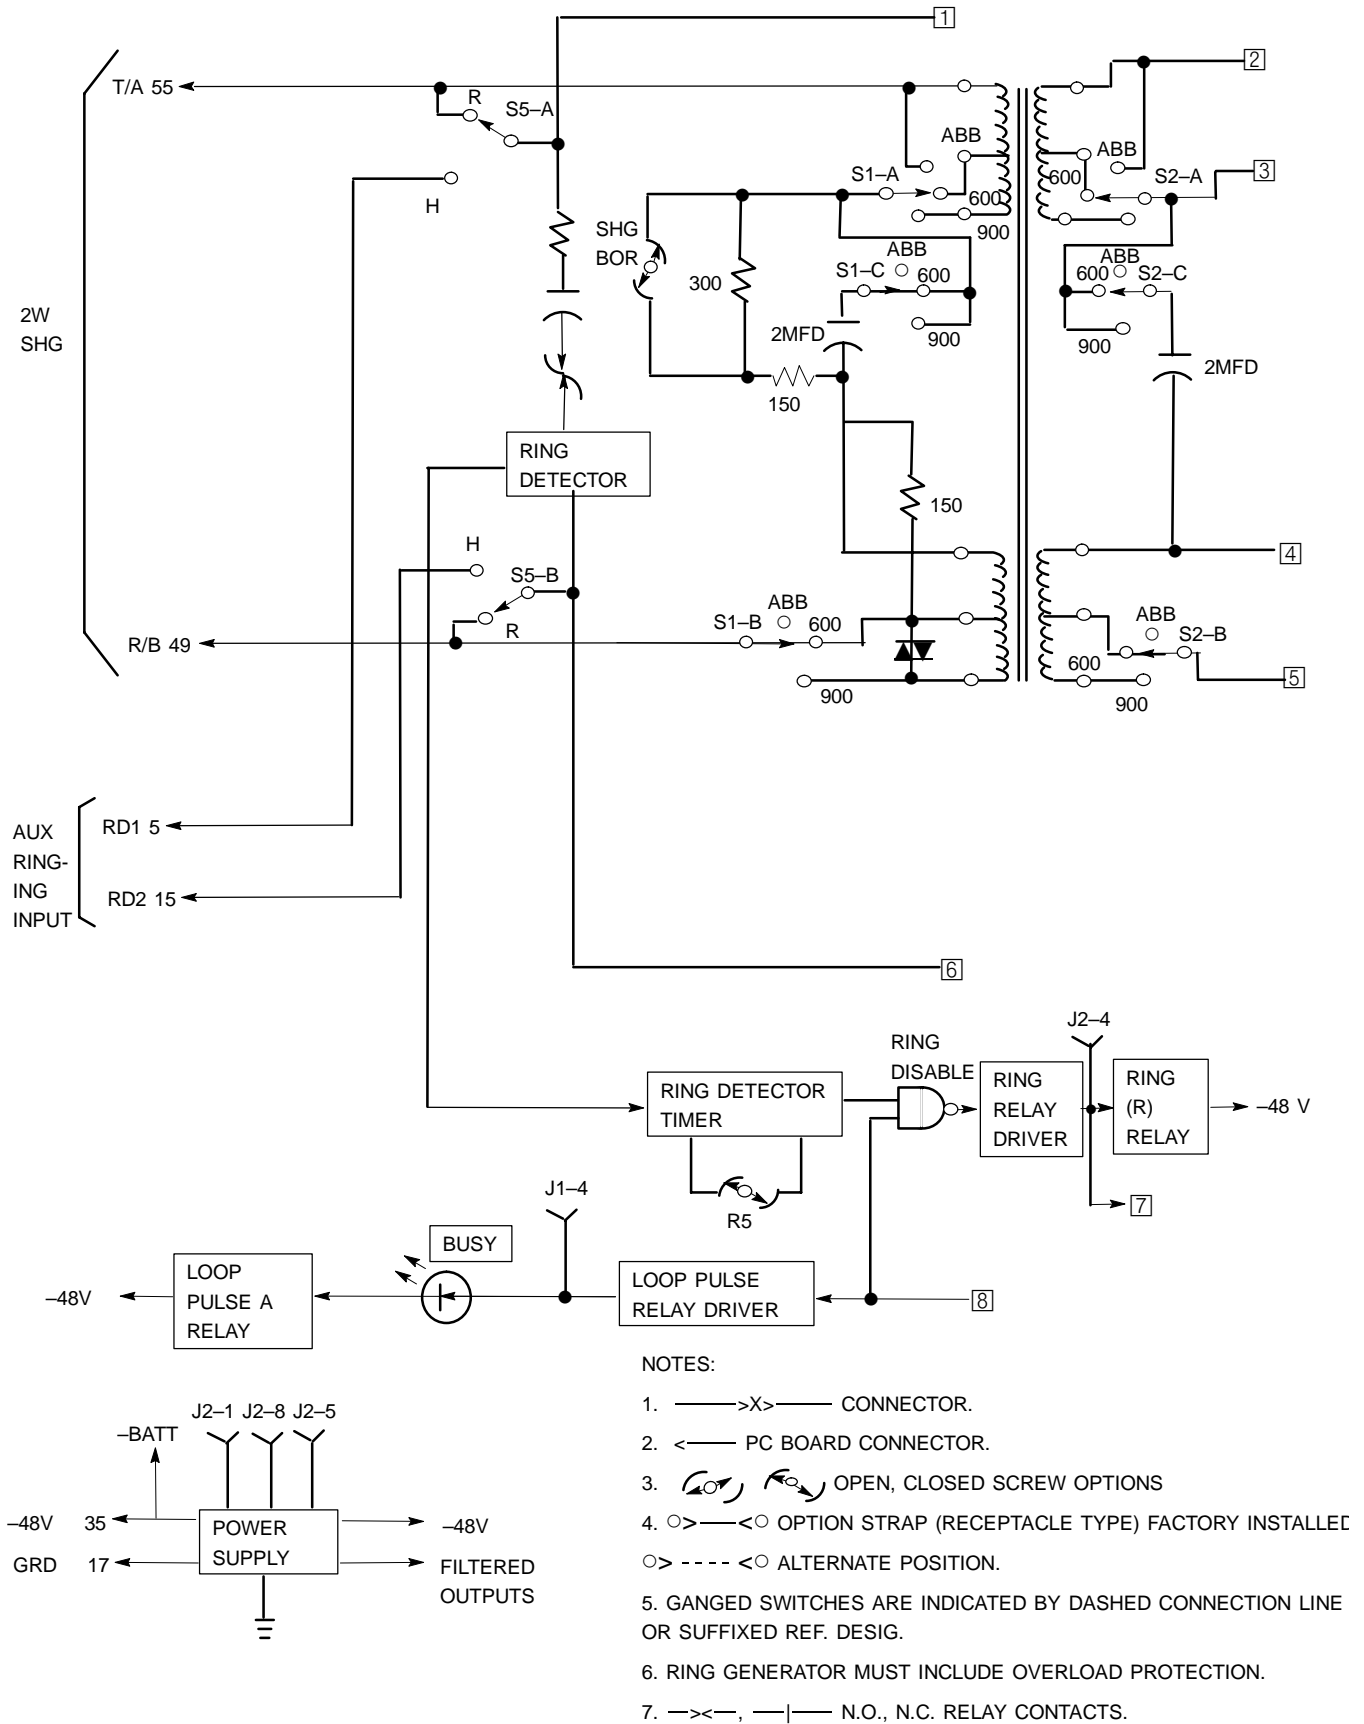 1
2
T/A 55
R
S5–A
ABB
ABB
3
S1–A
600
S2–A
H
600
900
SHG
BOR
ABB
ABB
S1–C
600
600
S2–C
300
2W
SHG
2MFD
900
900
2MFD
150
RING
DETECTOR
150
H
4
S5–B
ABB
ABB
S1–B
600
S2–B
R/B 49
R
600
5
900
900
AUX
RING-
ING
INPUT
RD1 5
RD2 15
6
J2–4
RING
DISABLE
RING DETECTOR
TIMER
RING
RELAY
DRIVER
RING
(R)
RELAY
–48 V
J1–4
R5
7
BUSY
LOOP
PULSE A
RELAY
LOOP PULSE
RELAY DRIVER
–48V
8
NOTES:
1. ———>X>——— CONNECTOR.
2. <—— PC BOARD CONNECTOR.
3. OPEN, CLOSED SCREW OPTIONS
4. ○>——<○ OPTION STRAP (RECEPTACLE TYPE) FACTORY INSTALLED
○> ---- <○ ALTERNATE POSITION.
5. GANGED SWITCHES ARE INDICATED BY DASHED CONNECTION LINE
OR SUFFIXED REF. DESIG.
6. RING GENERATOR MUST INCLUDE OVERLOAD PROTECTION.
7. —><—, —|—— N.O., N.C. RELAY CONTACTS.
J2–1 J2–8 J2–5
–BATT
–48V 35
GRD 17
POWER
SUPPLY
–48V
FILTERED
OUTPUTS